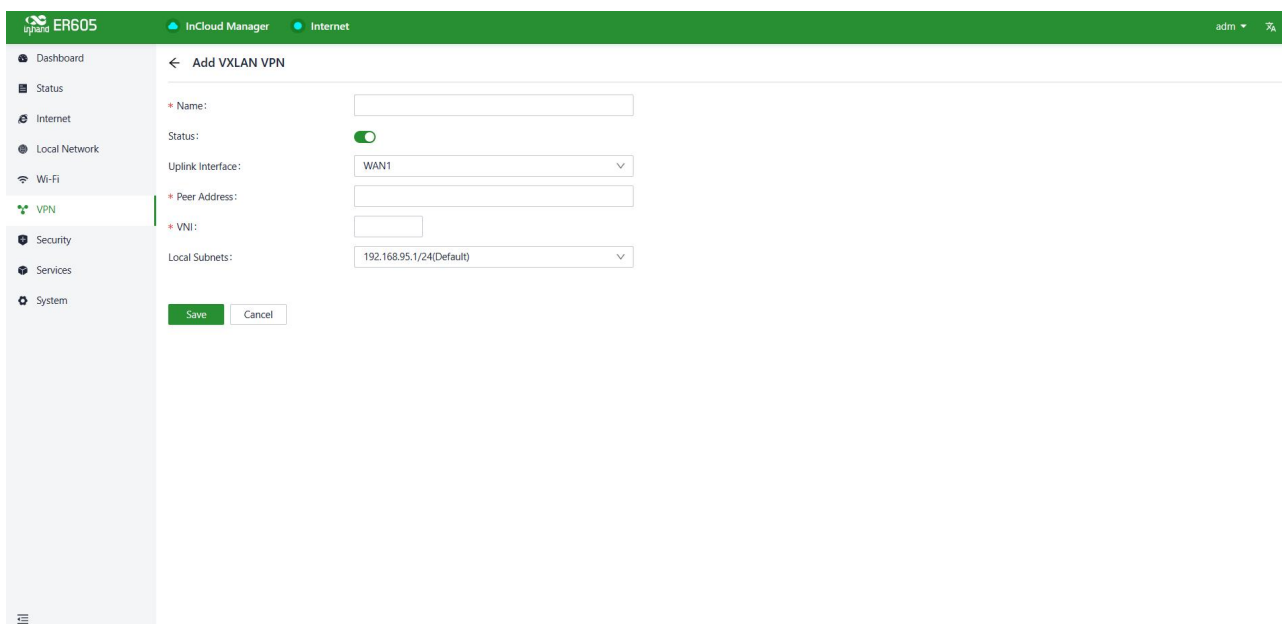 inhand ER605 InCloud Manager Internet adm
Dashboard
Status
Internet
Local Network
Wi-Fi
VPN
Security
Services
System
Add VXLAN VPN
* Name:
Status:
Uplink Interface: WAN1
* Peer Address:
* VNI:
Local Subnets: 192.168.95.1/24(Default)
Save Cancel